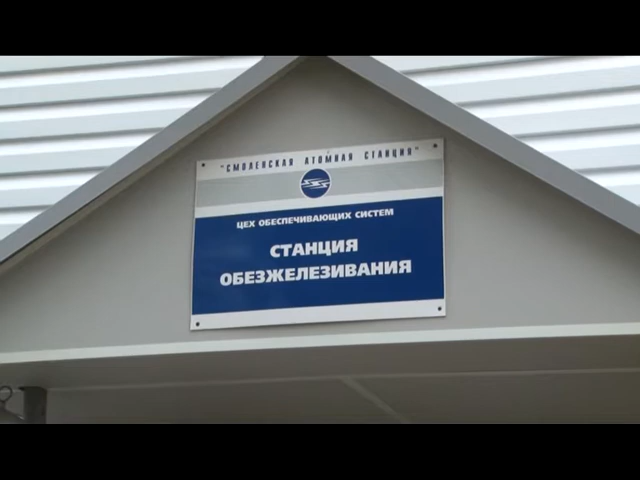 "СМОЛЕНСКАЯ АТОМНАЯ СТАНЦИЯ"
ЦЕХ ОБЕСПЕЧИВАЮЩИХ СИСТЕМ
СТАНЦИЯ
ОБЕЗЖЕЛЕЗИВАНИЯ